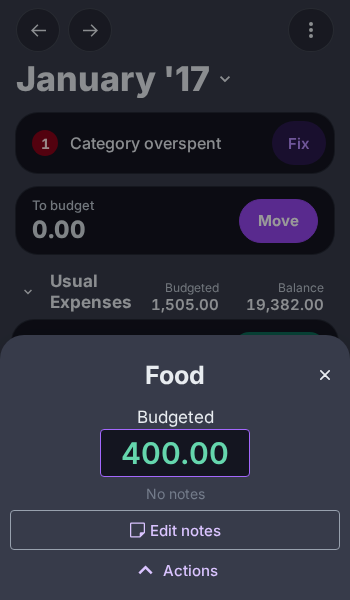 January '17
1 Category overspent Fix
To budget
0.00
Move
Usual Expenses
Budgeted
1,505.00
Balance
19,382.00
Food
Budgeted
400.00
No notes
Edit notes
Actions